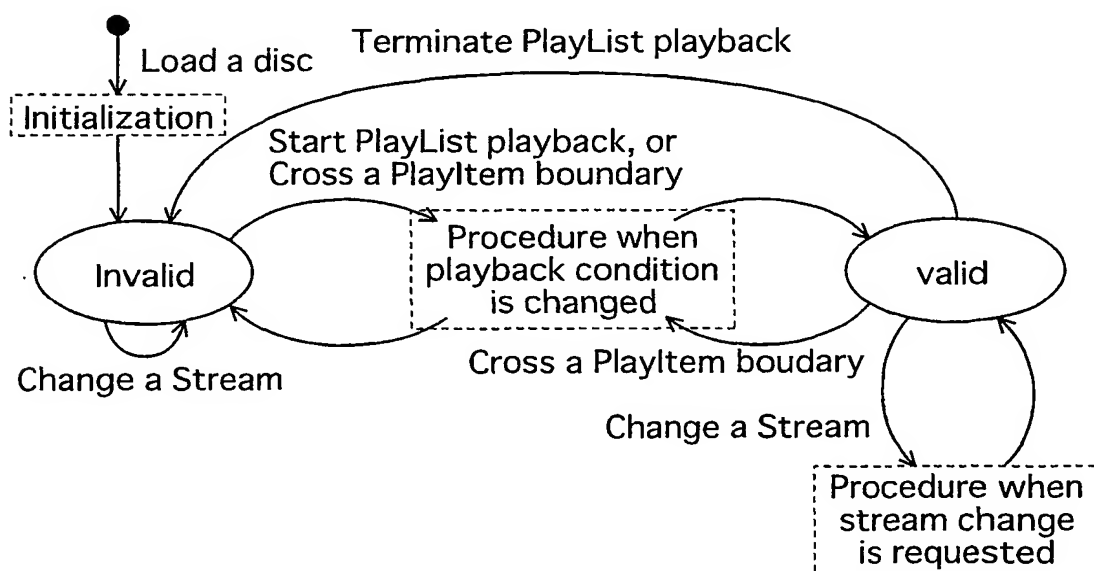 Terminate PlayList playback
Load a disc
Initialization
Start PlayList playback, or
Cross a PlayItem boundary
Procedure when
playback condition
is changed
Invalid
valid
Cross a PlayItem boudary
Change a Stream
Change a Stream
Procedure when
stream change
is requested